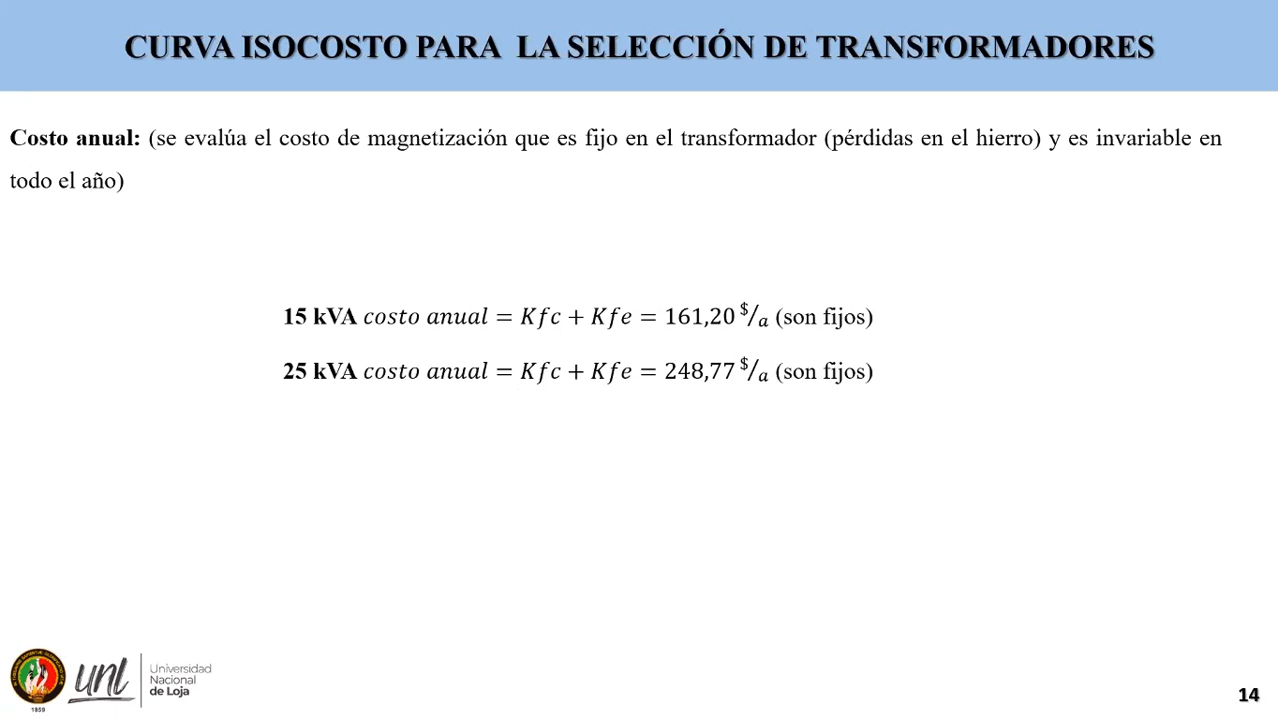 CURVA ISOCOSTO PARA LA SELECCIÓN DE TRANSFORMADORES
Costo anual: (se evalúa el costo de magnetización que es fijo en el transformador (pérdidas en el hierro) y es invariable en
todo el año)
15 kVA costo anual = Kfc + Kfe = 161,20 $/a (son fijos)
25 kVA costo anual = Kfc + Kfe = 248,77 $/a (son fijos)
1859
unl
Universidad
Nacional
de Loja
14